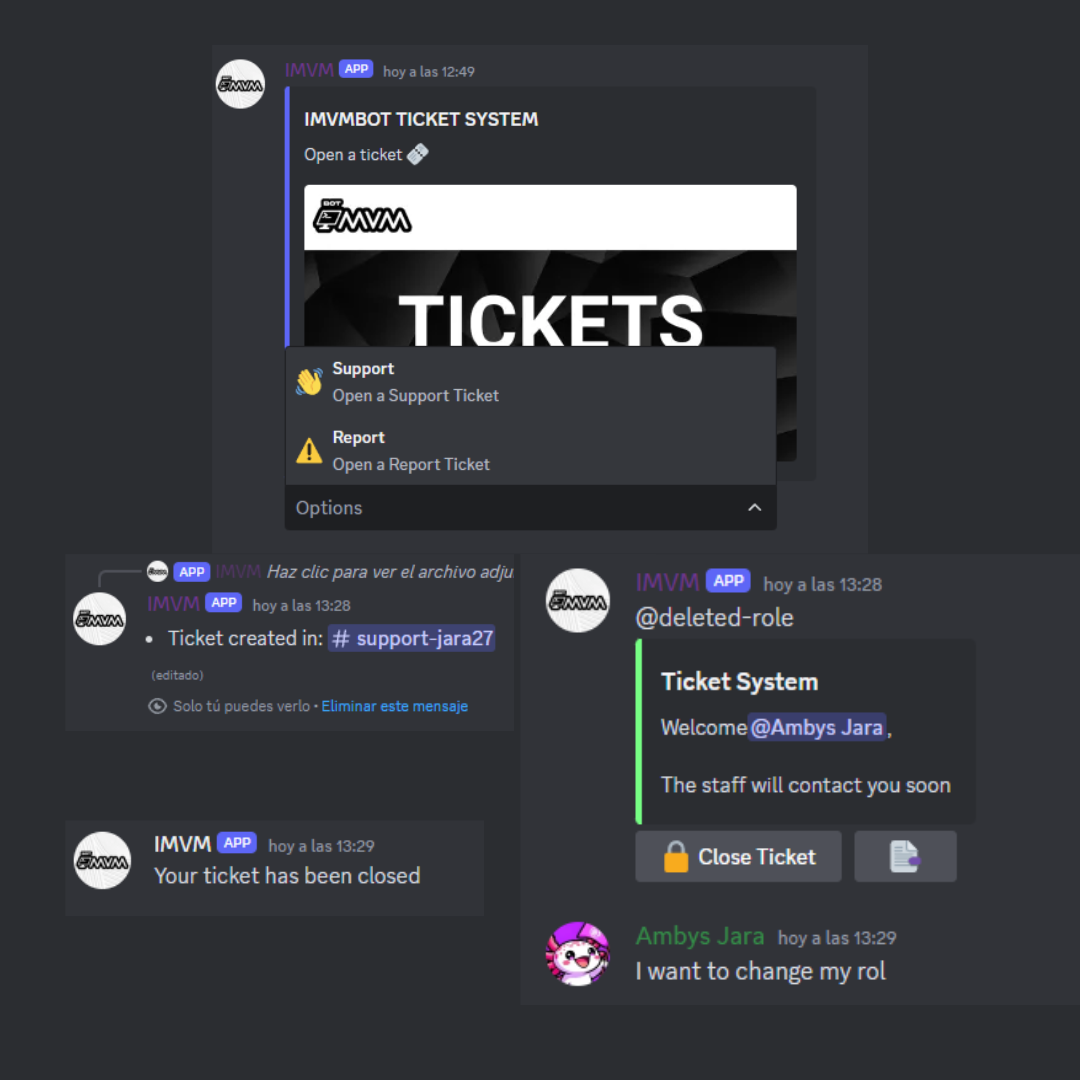 IMVM APP hoy a las 12:49
IMVM
IMVMBOT TICKET SYSTEM
Open a ticket
BOT
IMVM
TICKETS
Support
Open a Support Ticket
Report
Open a Report Ticket
Options
APP IMVM Haz clic para ver el archivo adju
IMVM APP hoy a las 13:28
IMVM
Ticket created in: # support-jara27
(editado)
Solo tú puedes verlo • Eliminar este mensaje
IMVM APP hoy a las 13:29
IMVM
Your ticket has been closed
IMVM APP hoy a las 13:28
IMVM
@deleted-role
Ticket System
Welcome@Ambys Jara,
The staff will contact you soon
Close Ticket
Ambys Jara hoy a las 13:29
I want to change my rol